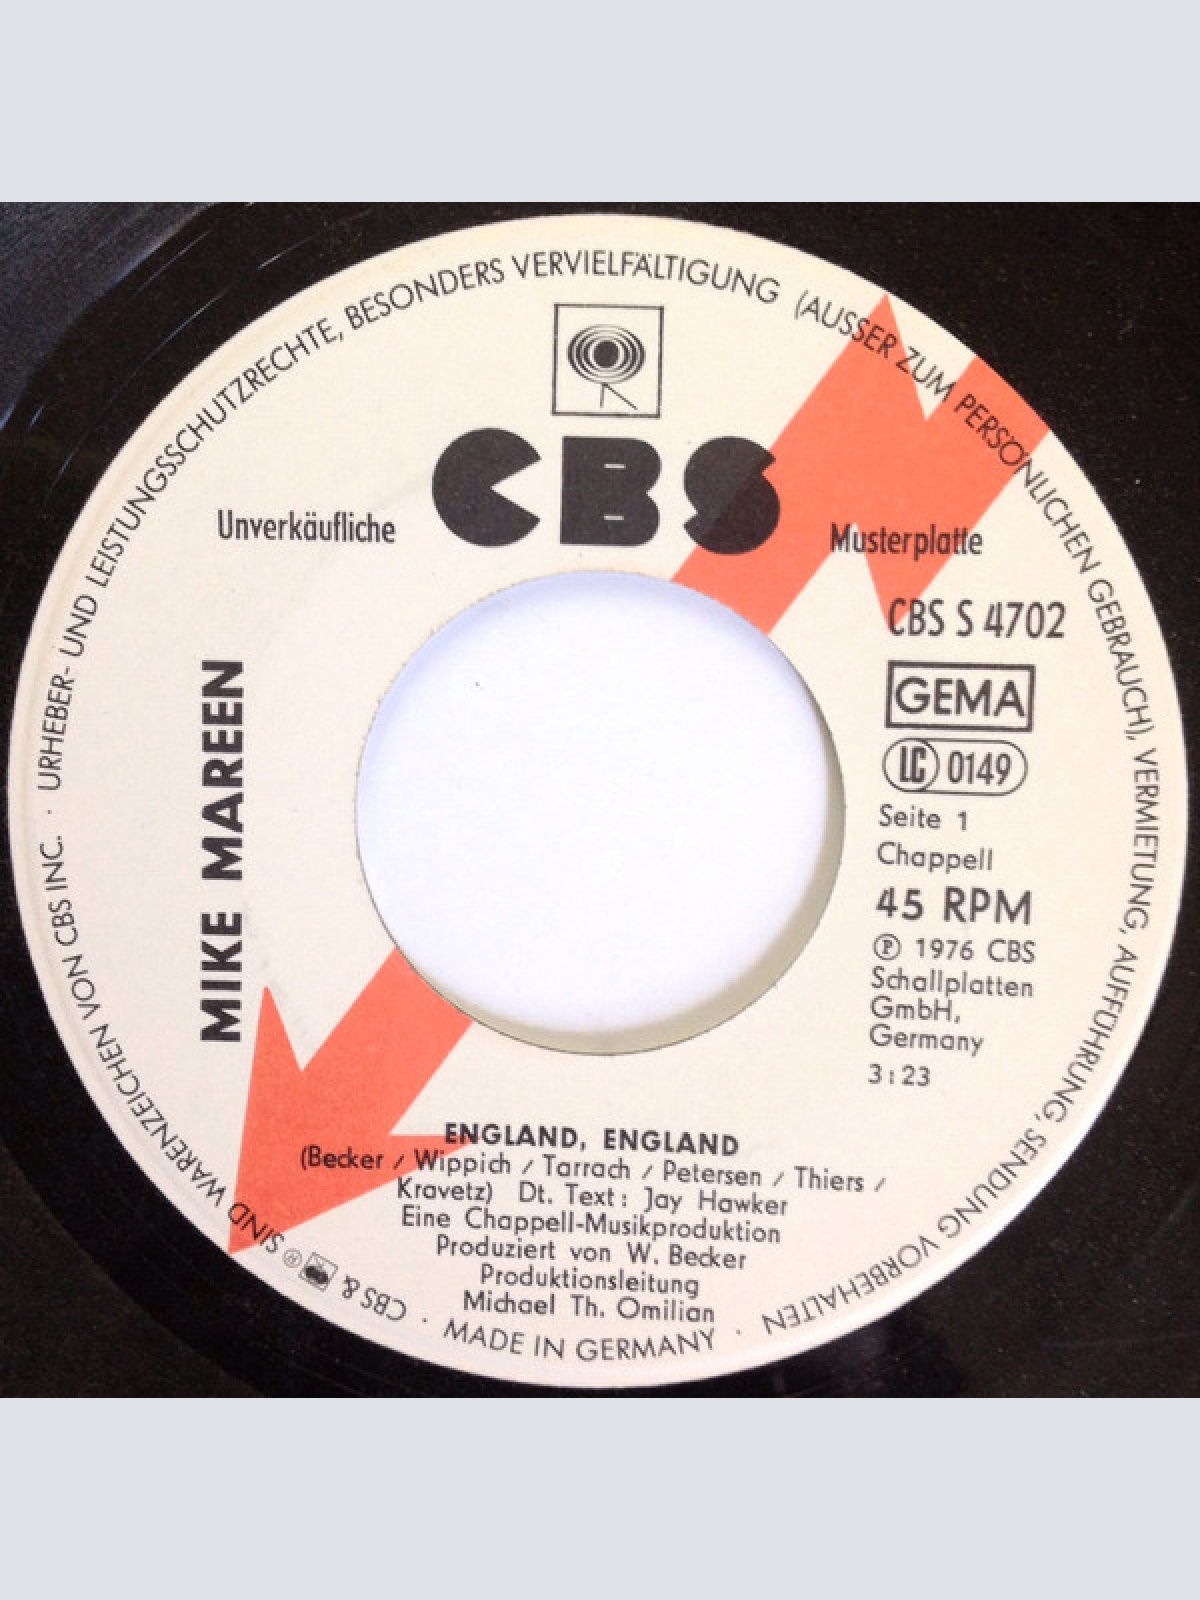 URHEBER- UND LEISTUNGSSCHUTZRECHTE, BESONDERS VERVIELFÄLTIGUNG (AUSSER ZUM PERSÖNLICHEN GEBRAUCH), VERMIETUNG, AUFFÜHRUNG, SENDUNG VORBEHALTEN ·
CBS
Unverkäufliche Musterplatte
CBS S 4702
GEMA
LC 0149
Seite 1
Chappell
45 RPM
℗ 1976 CBS
Schallplatten
GmbH,
Germany
3:23
MIKE MAREEN
ENGLAND, ENGLAND
(Becker / Wippich / Tarrach / Petersen / Thiers /
Kravetz) Dt. Text: Jay Hawker
Eine Chappell-Musikproduktion
Produziert von W. Becker
Produktionsleitung
Michael Th. Omilian
MADE IN GERMANY ·
CBS & ® SIND WARENZEICHEN VON CBS INC. ·